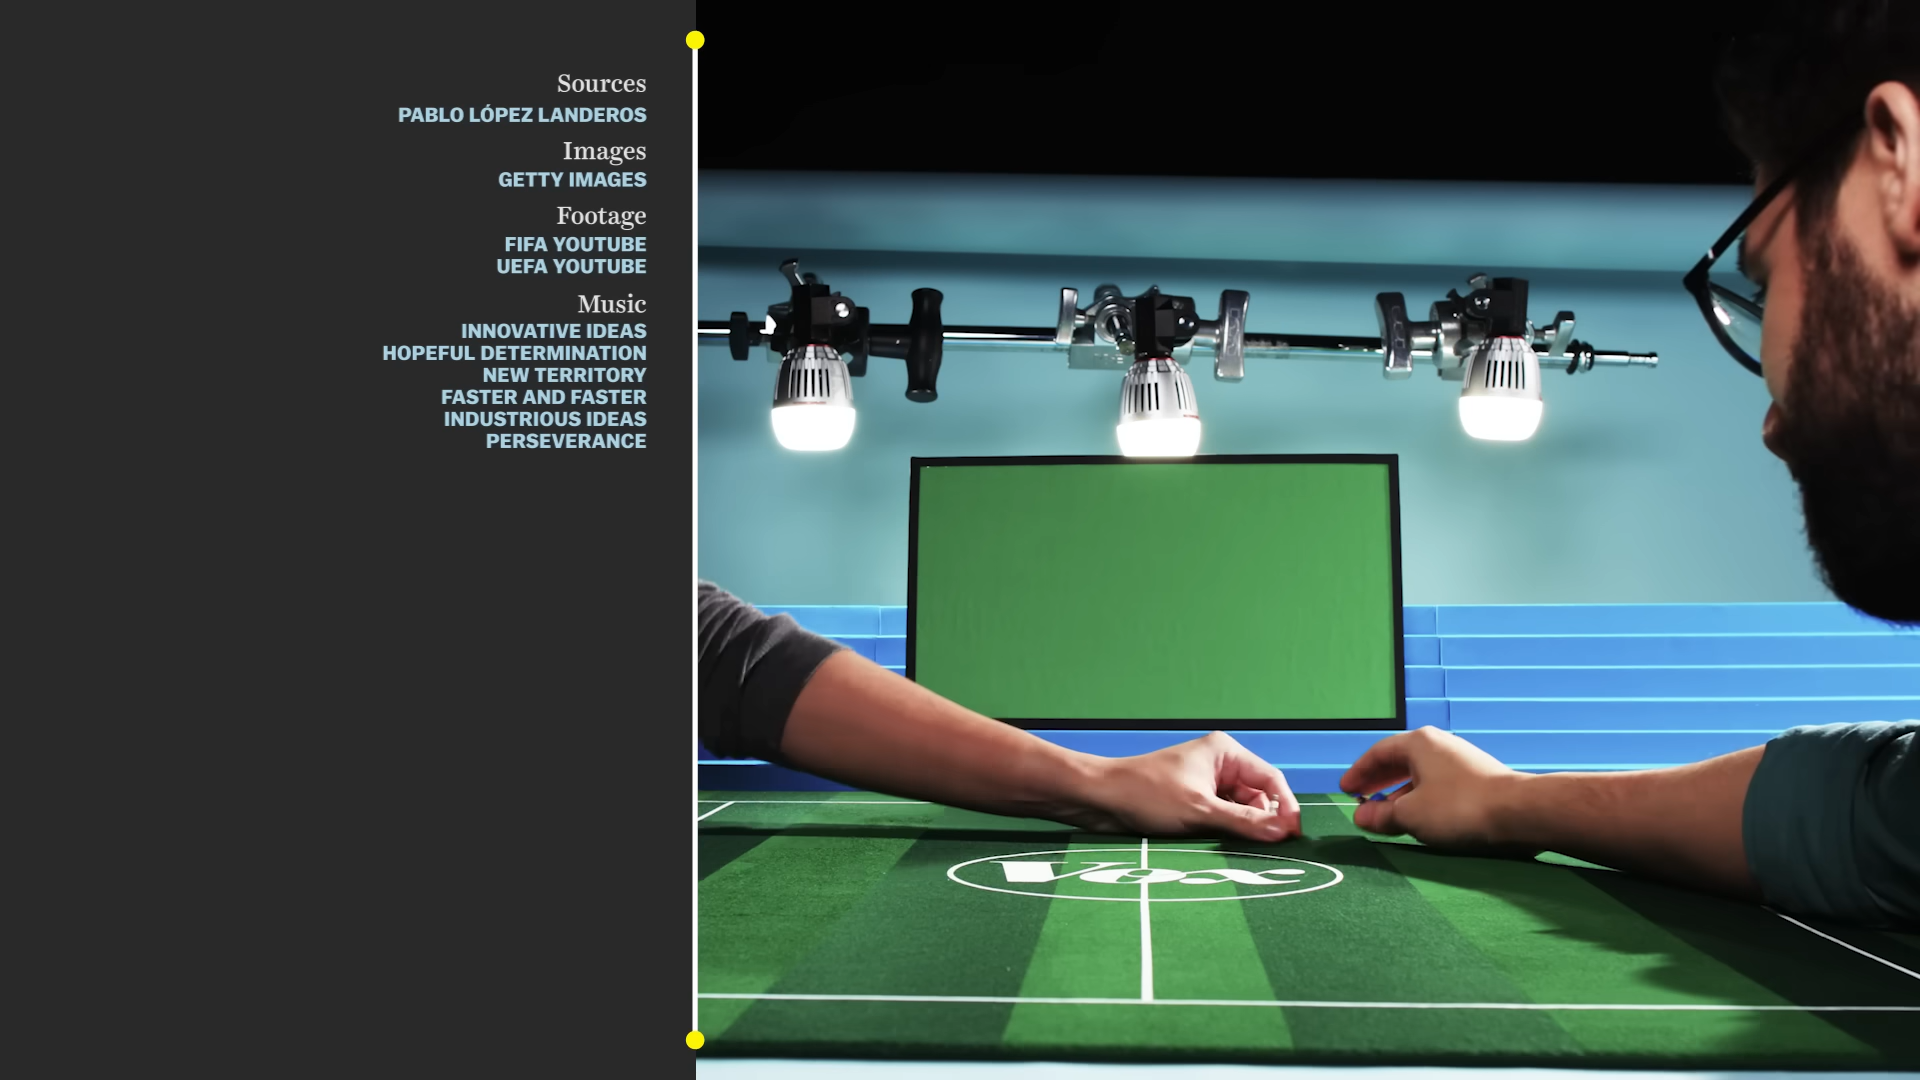 Sources
PABLO LÓPEZ LANDEROS
Images
GETTY IMAGES
Footage
FIFA YOUTUBE
UEFA YOUTUBE
Music
INNOVATIVE IDEAS
HOPEFUL DETERMINATION
NEW TERRITORY
FASTER AND FASTER
INDUSTRIOUS IDEAS
PERSEVERANCE
Vox